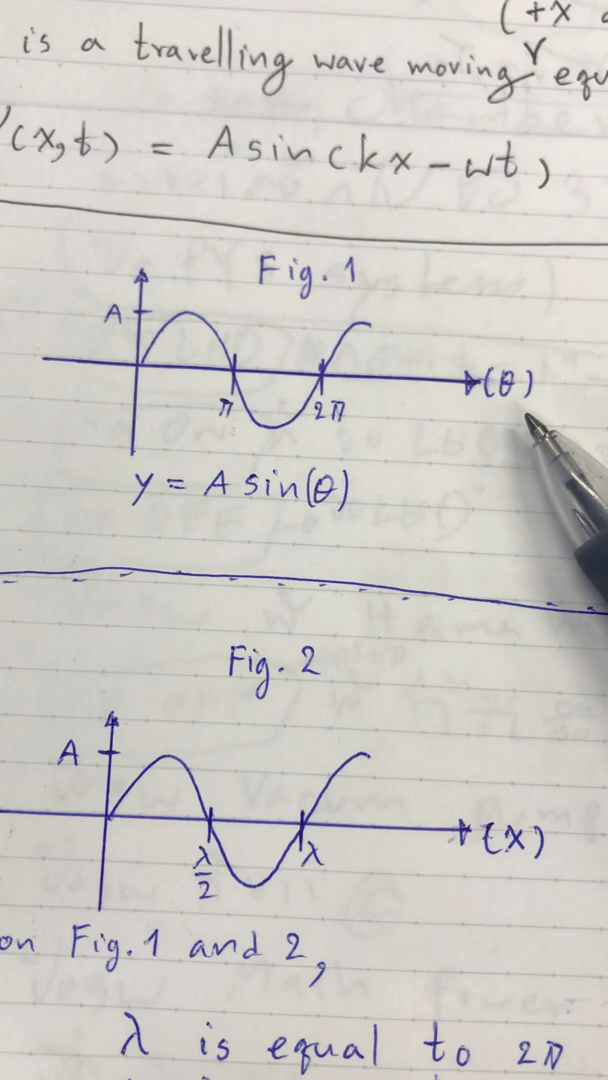 (+x
is a travelling wave moving equ
(x,t) = A sin(kx - wt)
Fig. 1
A
(θ)
π 2π
y = A sin(θ)
Fig. 2
A
(x)
λ/2 λ
on Fig. 1 and 2,
λ is equal to 2π